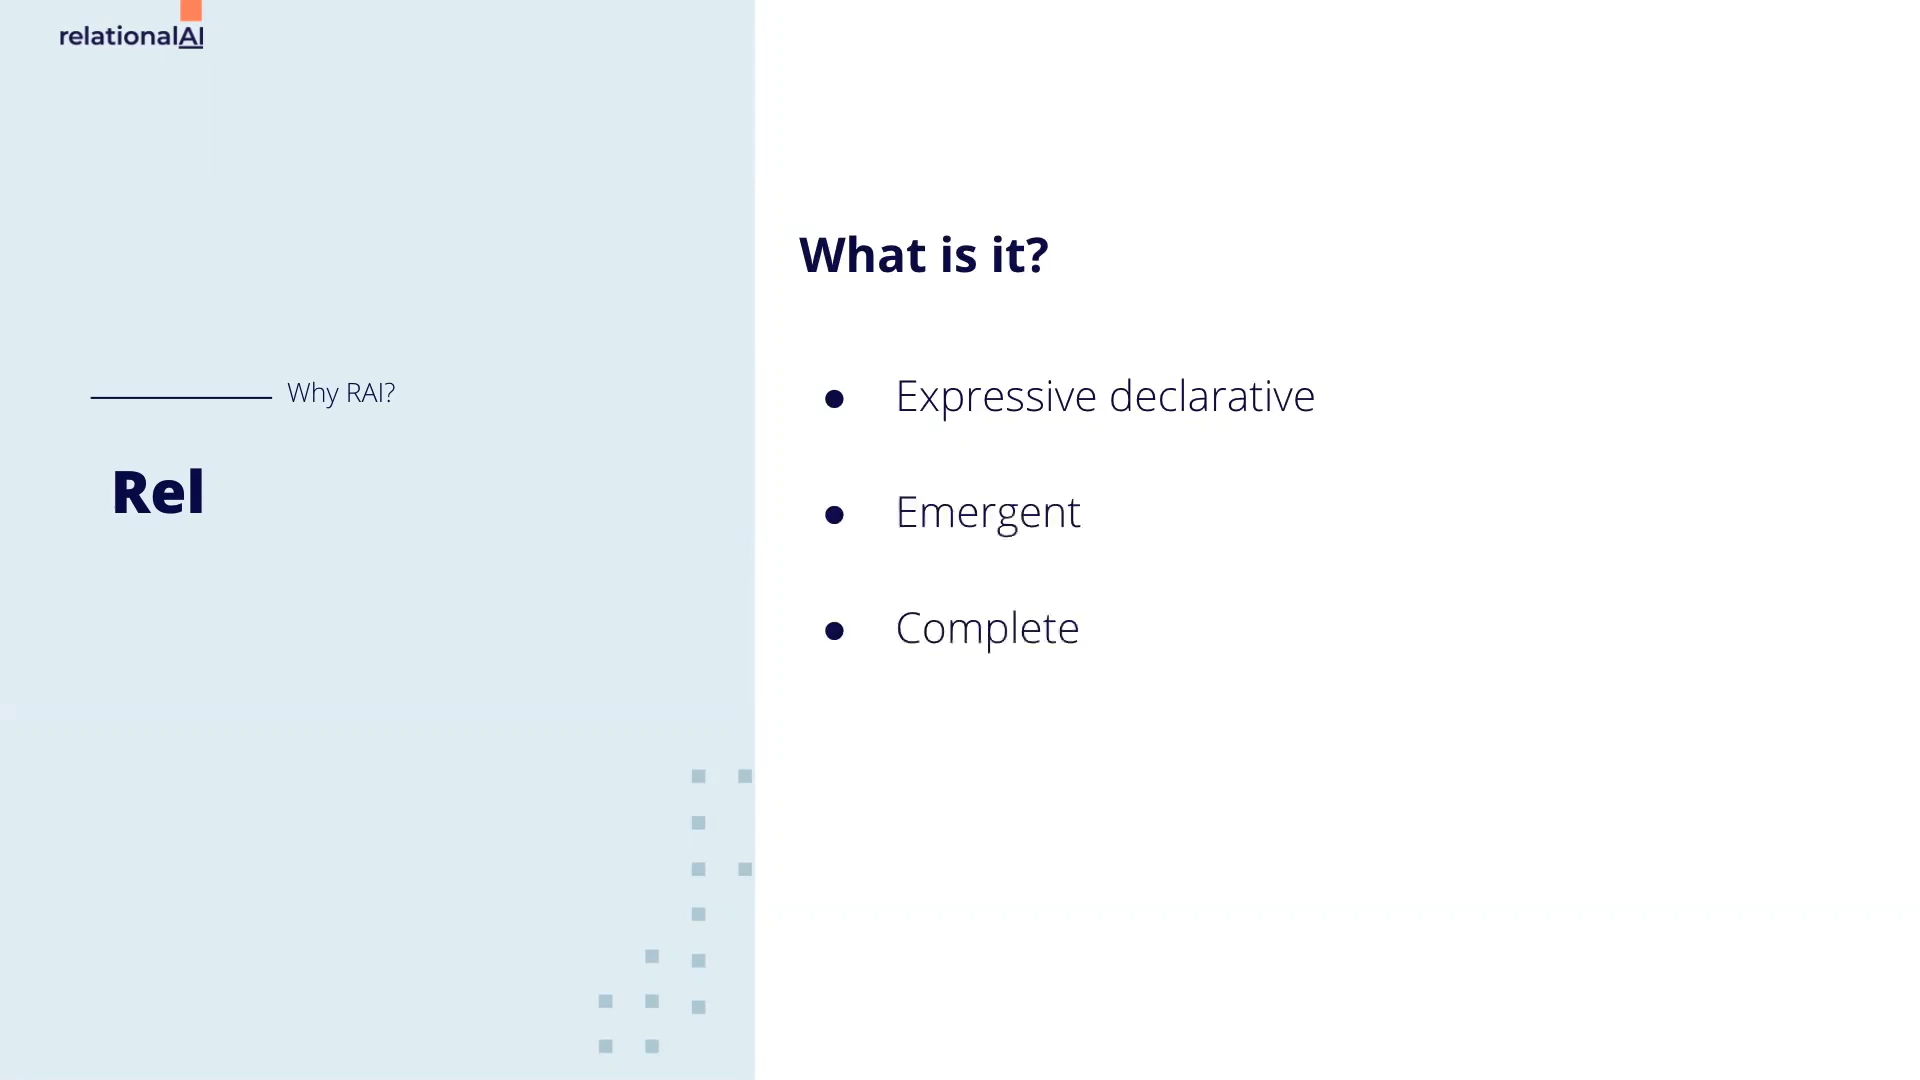 relationalAI
Why RAI?
Rel
What is it?
● Expressive declarative
● Emergent
● Complete